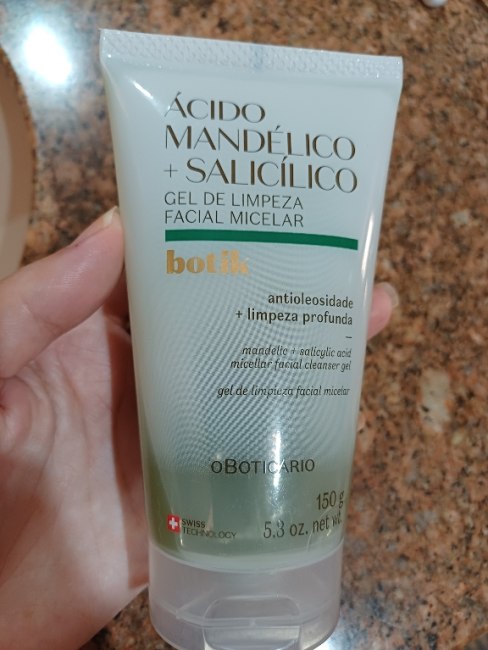 ÁCIDO
MANDÉLICO
+ SALICÍLICO
GEL DE LIMPEZA
FACIAL MICELAR
botik
antioleosidade
+ limpeza profunda
–
mandelic + salicylic acid
micellar facial cleanser gel
gel de limpieza facial micelar
OBOTICÁRIO
150 g
5.3 oz. net wt.
SWISS
TECHNOLOGY